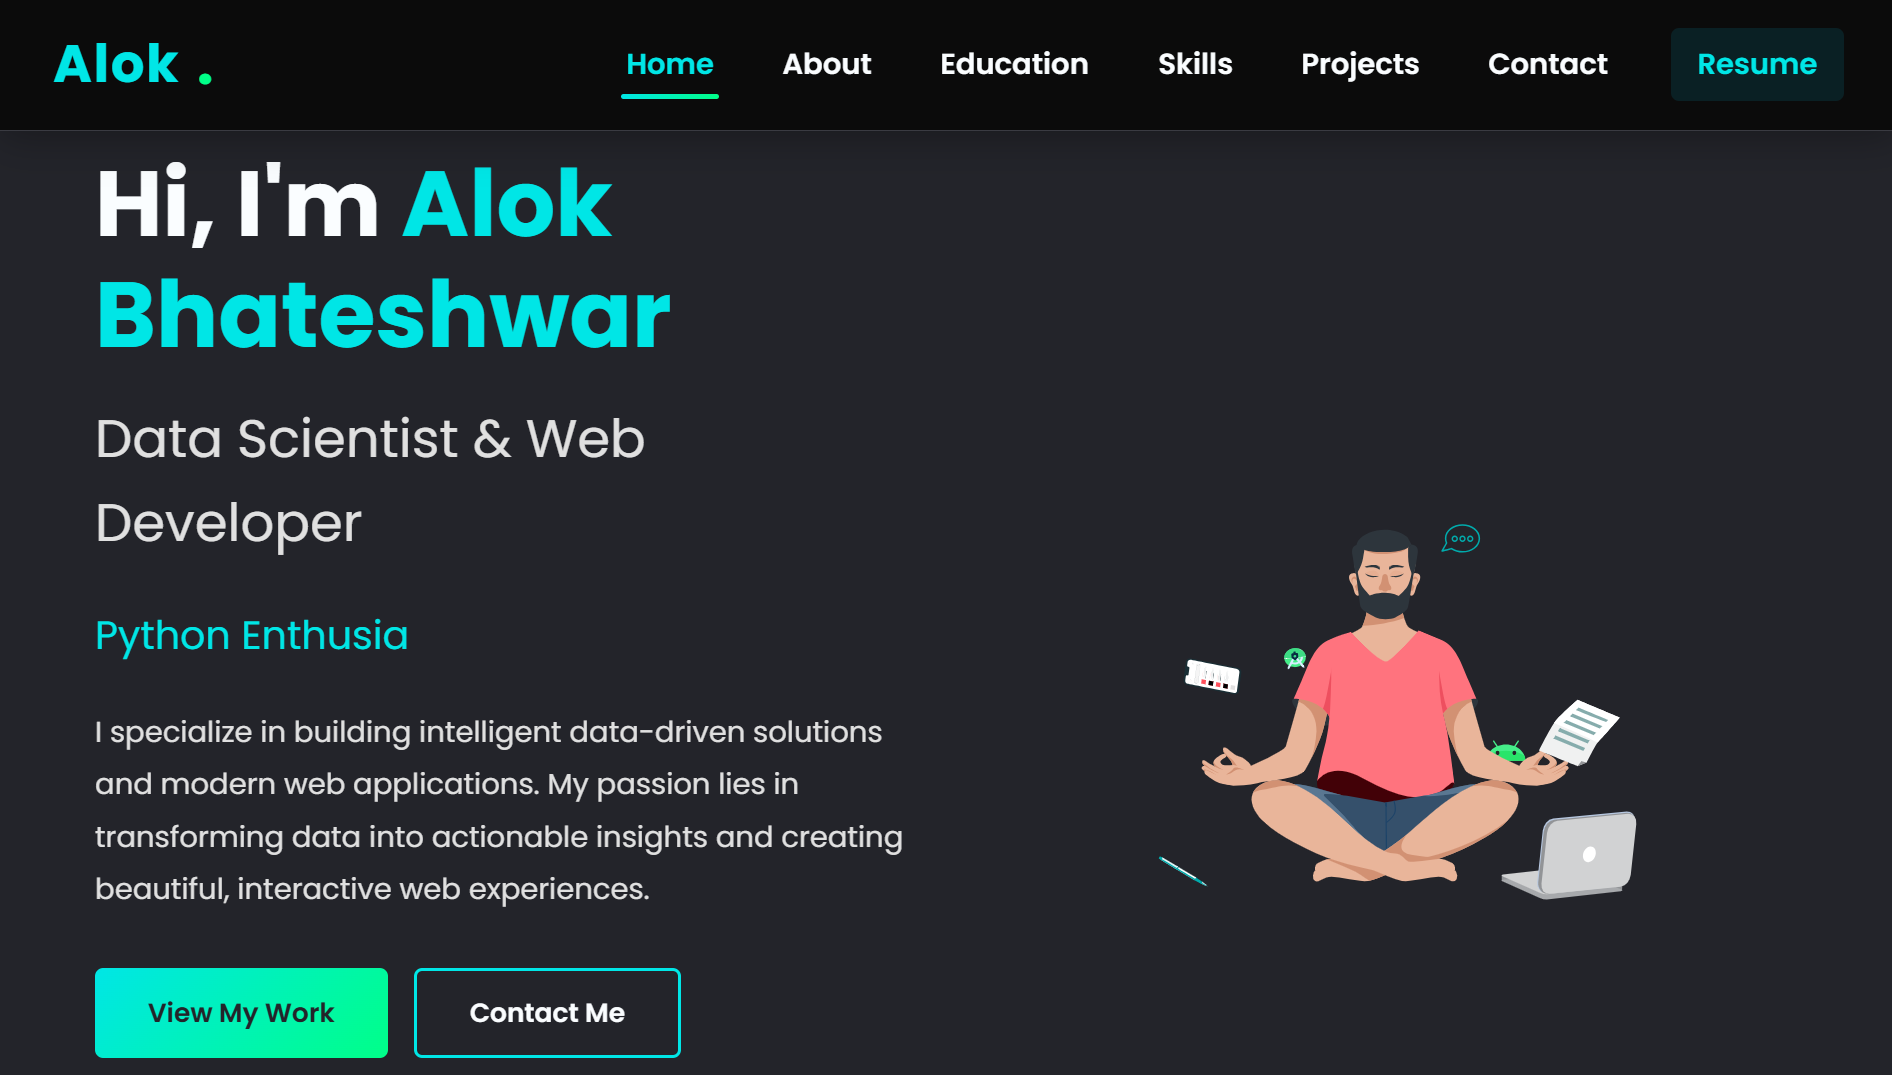 Alok .
Home About Education Skills Projects Contact Resume
Hi, I'm Alok
Bhateshwar
Data Scientist & Web
Developer
Python Enthusia
I specialize in building intelligent data-driven solutions
and modern web applications. My passion lies in
transforming data into actionable insights and creating
beautiful, interactive web experiences.
View My Work
Contact Me